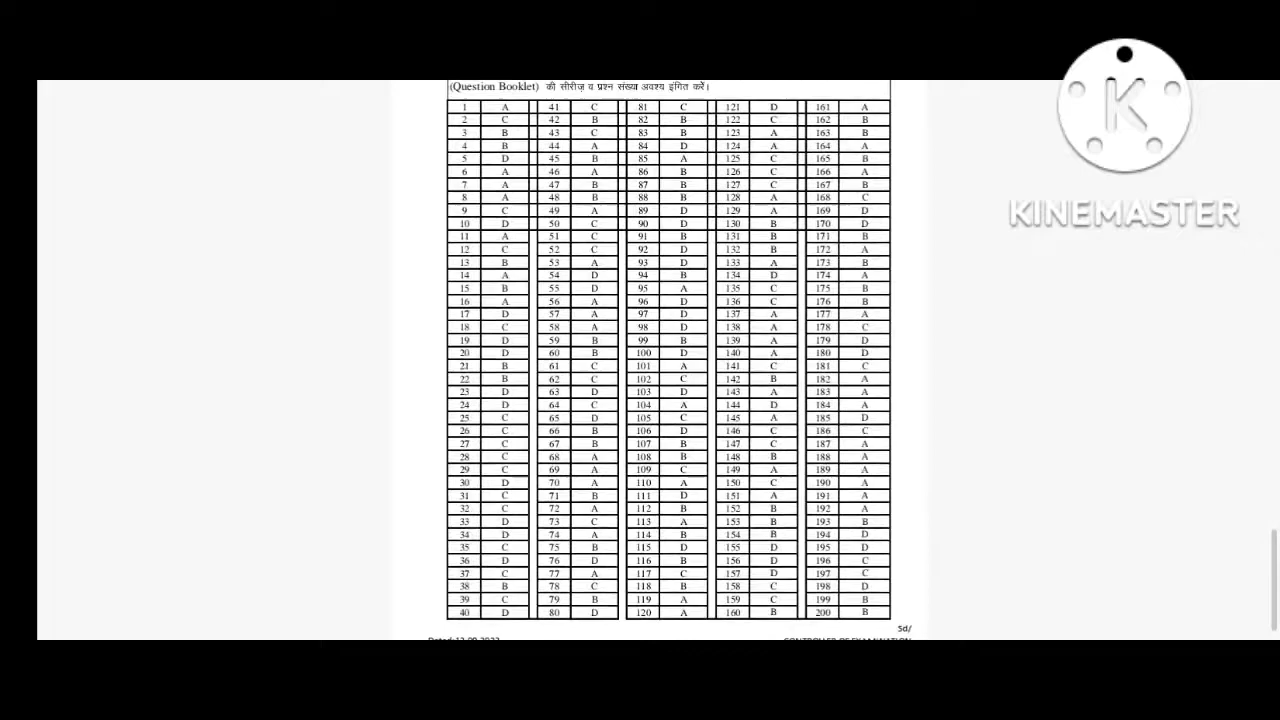 (Question Booklet) की सीरीज़ व प्रश्न संख्या अवश्य इंगित करें।
KINEMASTER
1 A 41 C 81 C 121 D 161 A
2 C 42 B 82 B 122 C 162 B
3 B 43 C 83 B 123 A 163 B
4 B 44 A 84 D 124 A 164 A
5 D 45 B 85 A 125 C 165 B
6 A 46 A 86 B 126 C 166 A
7 A 47 B 87 B 127 C 167 B
8 A 48 B 88 B 128 A 168 C
9 C 49 A 89 D 129 A 169 D
10 D 50 C 90 D 130 B 170 D
11 A 51 C 91 B 131 B 171 B
12 C 52 C 92 D 132 B 172 A
13 B 53 A 93 D 133 A 173 B
14 A 54 D 94 B 134 D 174 A
15 B 55 D 95 A 135 C 175 B
16 A 56 A 96 D 136 C 176 B
17 D 57 A 97 D 137 A 177 A
18 C 58 A 98 D 138 A 178 C
19 D 59 B 99 B 139 A 179 D
20 D 60 B 100 D 140 A 180 D
21 B 61 C 101 A 141 C 181 C
22 B 62 C 102 C 142 B 182 A
23 D 63 D 103 D 143 A 183 A
24 D 64 C 104 A 144 D 184 A
25 C 65 D 105 C 145 A 185 D
26 C 66 B 106 D 146 C 186 C
27 C 67 B 107 B 147 C 187 A
28 C 68 A 108 B 148 B 188 A
29 C 69 A 109 C 149 A 189 A
30 D 70 A 110 A 150 C 190 A
31 C 71 B 111 D 151 A 191 A
32 C 72 A 112 B 152 B 192 A
33 D 73 C 113 A 153 B 193 B
34 D 74 A 114 B 154 B 194 D
35 C 75 B 115 D 155 D 195 D
36 D 76 D 116 B 156 D 196 C
37 C 77 A 117 C 157 D 197 C
38 B 78 C 118 B 158 C 198 D
39 C 79 B 119 A 159 C 199 B
40 D 80 D 120 A 160 B 200 B
Sd/